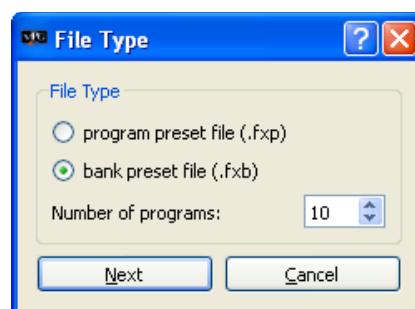 File Type
File Type
program preset file (.fxp)
bank preset file (.fxb)
Number of programs: 10
Next Cancel